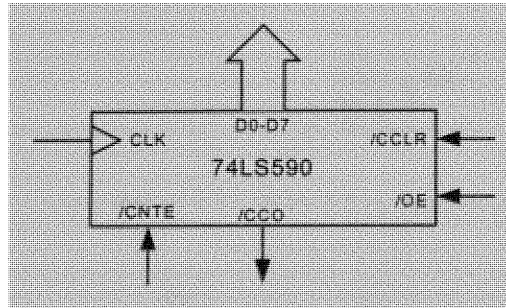 D0-D7
CLK
/CCLR
74LS590
/OE
/CNTE
/CCO